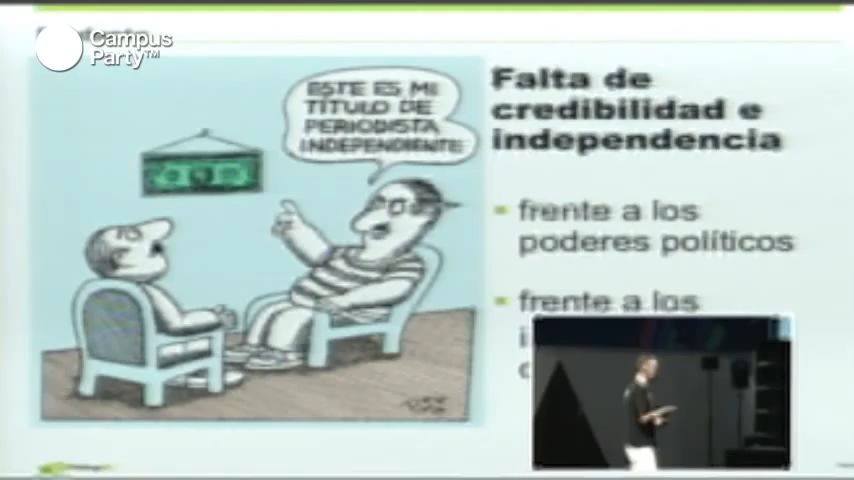 Campus
Party™
ESTE ES MI
TÍTULO DE
PERIODISTA
INDEPENDIENTE
Falta de
credibilidad e
independencia
frente a los
poderes políticos
frente a los